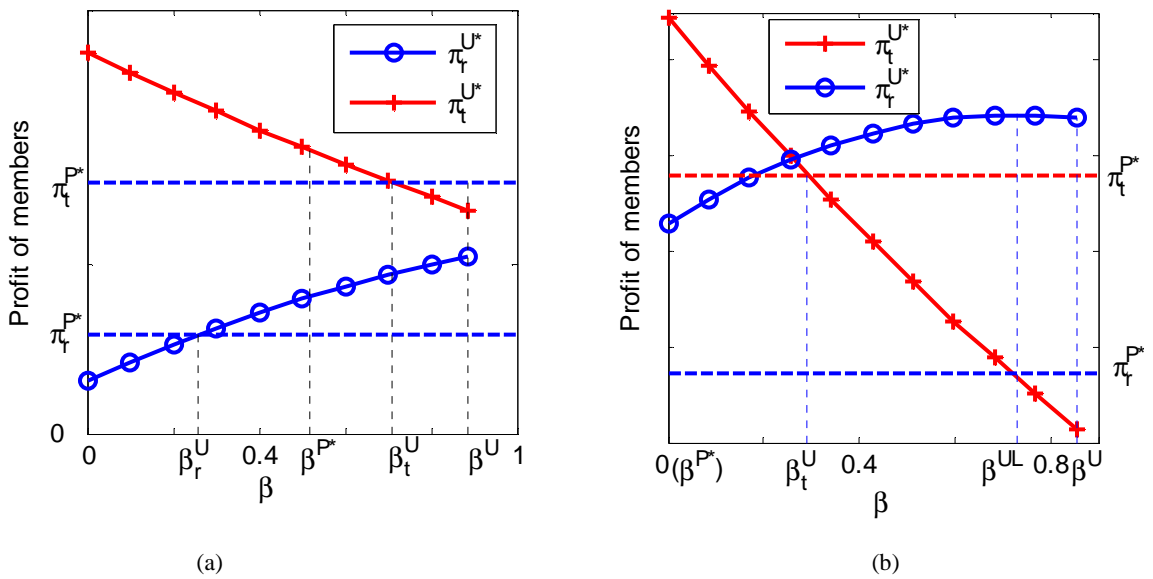 π_r^{U*}
π_t^{U*}
Profit of members
π_t^{P*}
π_r^{P*}
0
0 β_r^U 0.4 β^{P*} β_t^U β^U 1
β
(a)
π_t^{U*}
π_r^{U*}
Profit of members
π_t^{P*}
π_r^{P*}
0(β^{P*}) β_t^U 0.4 β^{UL} 0.8 β^U
β
(b)